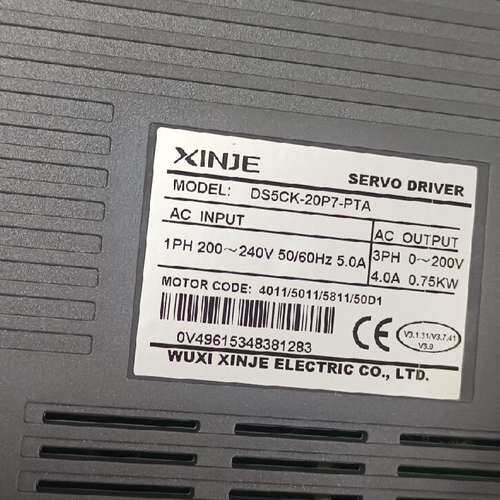 XINJE
SERVO DRIVER
MODEL: DS5CK-20P7-PTA
AC INPUT
1PH 200～240V 50/60Hz 5.0A
AC OUTPUT
3PH 0～200V
4.0A 0.75KW
MOTOR CODE: 4011/5011/5811/50D1
0V49615348381283
CE
V3.1.11/V3.7.41
V3.0
WUXI XINJE ELECTRIC CO., LTD.